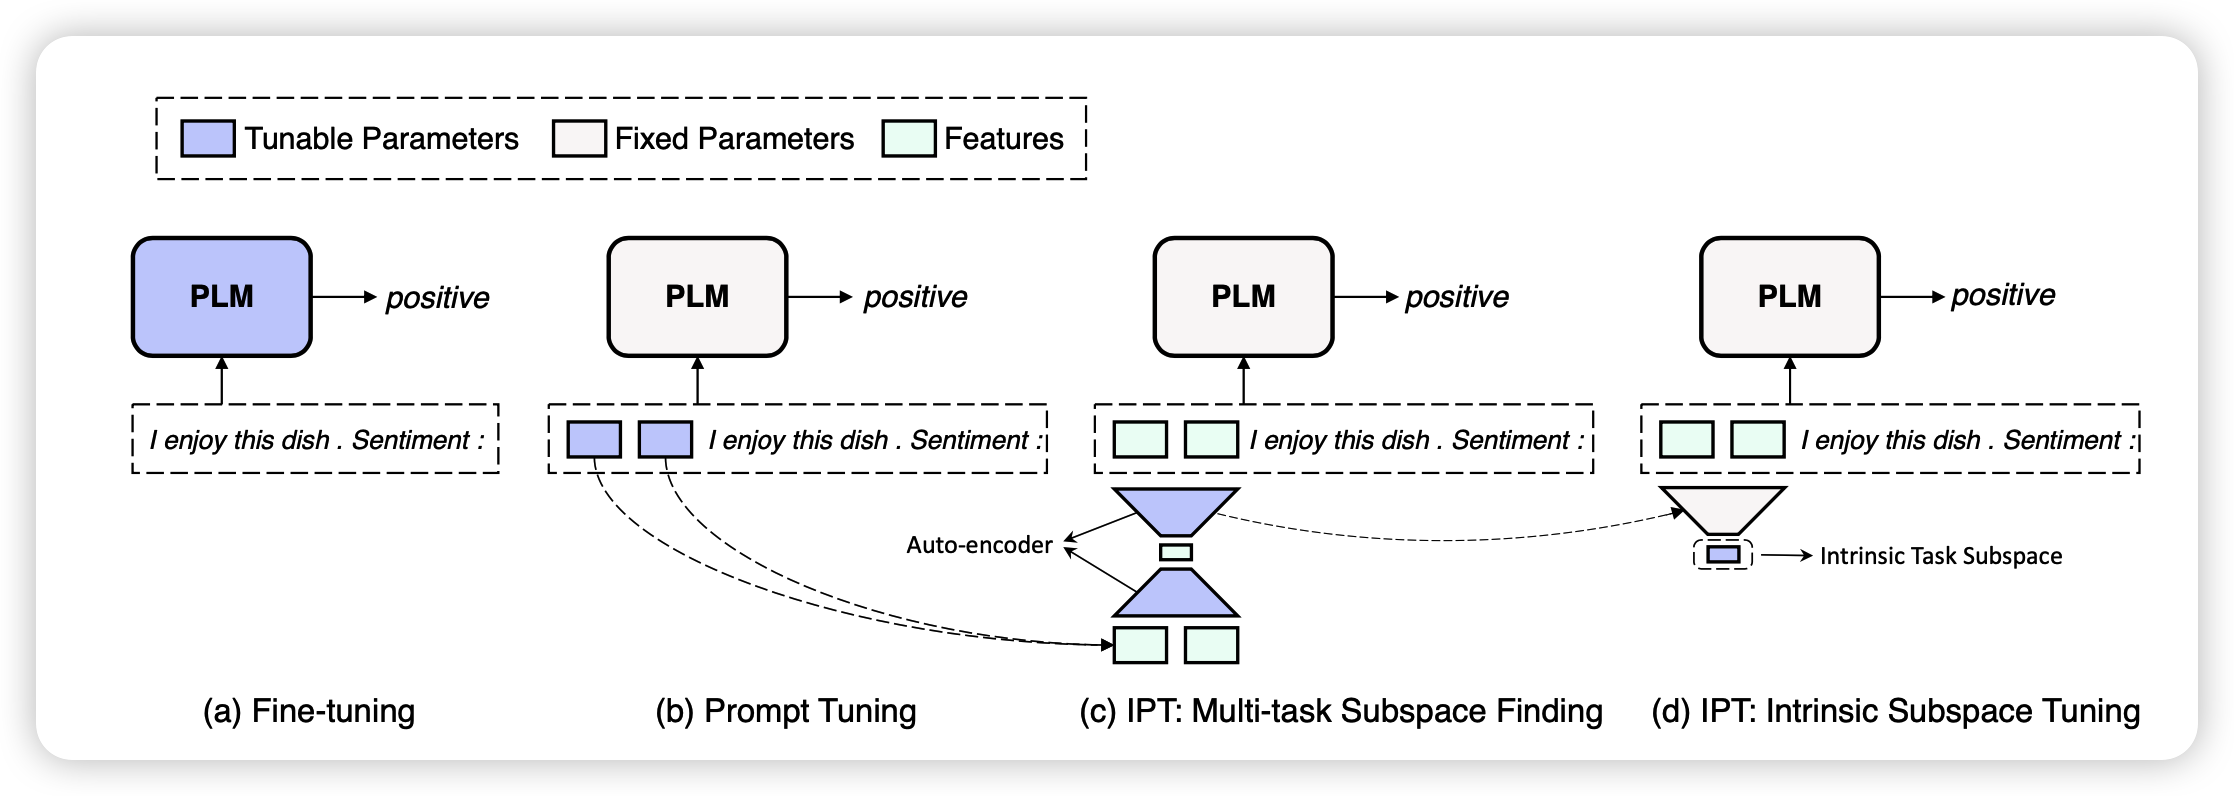 Tunable Parameters Fixed Parameters Features
PLM positive PLM positive PLM positive PLM positive
I enjoy this dish . Sentiment : I enjoy this dish . Sentiment : I enjoy this dish . Sentiment : I enjoy this dish . Sentiment :
Auto-encoder Intrinsic Task Subspace
(a) Fine-tuning (b) Prompt Tuning (c) IPT: Multi-task Subspace Finding (d) IPT: Intrinsic Subspace Tuning